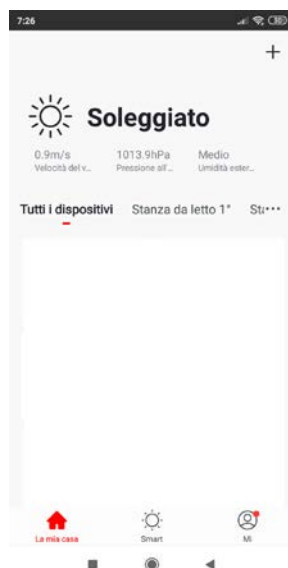 7:26
+
Soleggiato
0.9m/s 1013.9hPa Medio
Velocità del v... Pressione all'... Umidità ester...
Tutti i dispositivi Stanza da letto 1° Sta•••
La mia casa Smart Mi